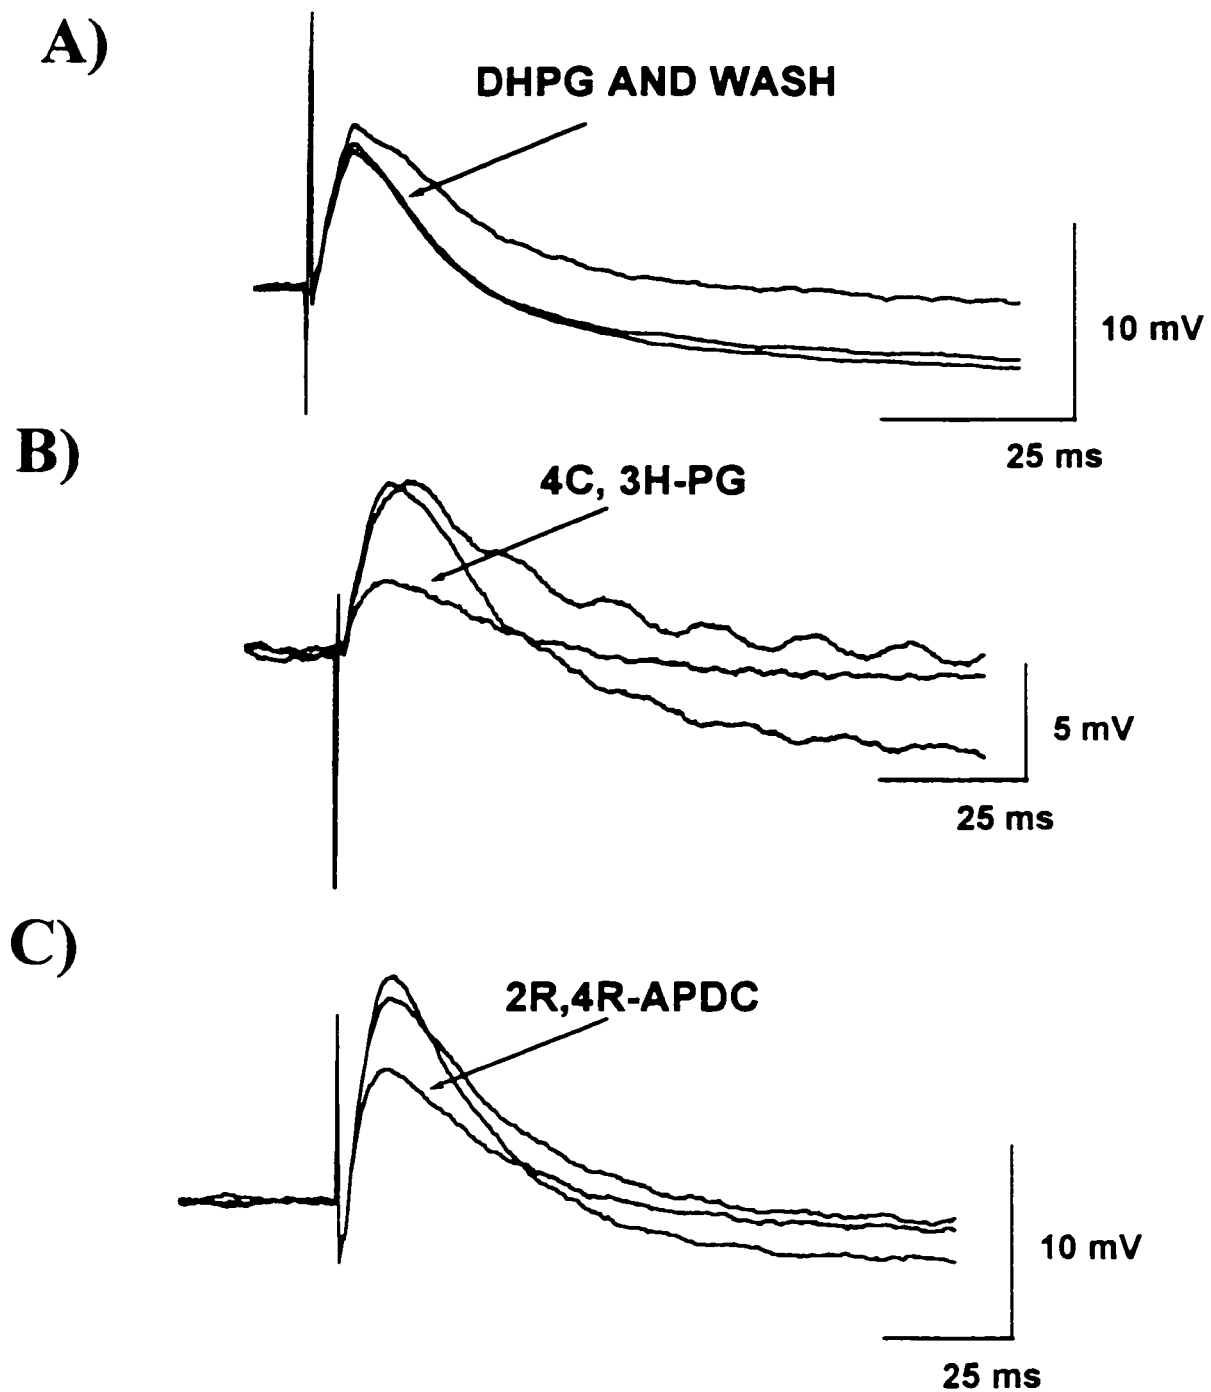 A)
DHPG AND WASH
10 mV
25 ms
B)
4C, 3H-PG
5 mV
25 ms
C)
2R,4R-APDC
10 mV
25 ms